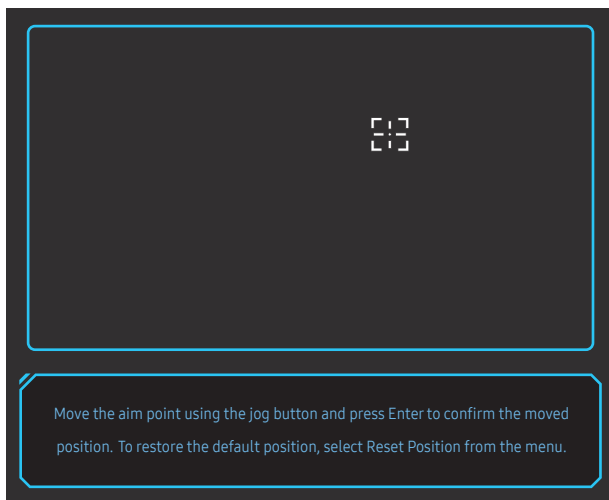 Move the aim point using the jog button and press Enter to confirm the moved
position. To restore the default position, select Reset Position from the menu.